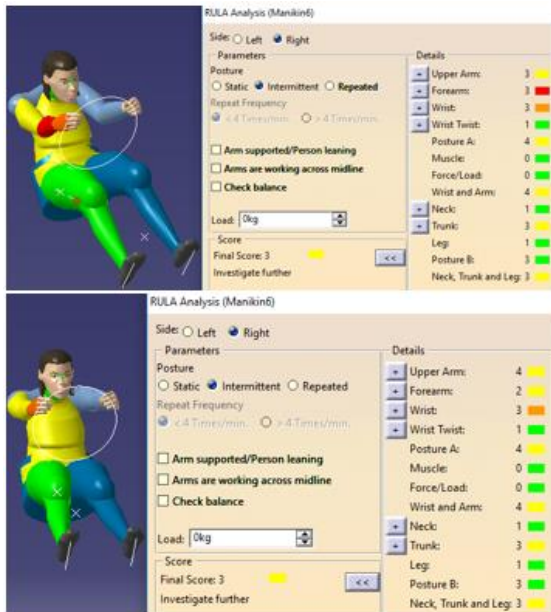 RULA Analysis (Manikin6)
Side: Left Right
Parameters
Posture
Static Intermittent Repeated
Repeat Frequency
< 4 Times/min. > 4 Times/min.
Arm supported/Person leaning
Arms are working across midline
Check balance
Load: 0kg
Score
Final Score: 3
<<
Investigate further
Details
+ Upper Arm: 3
+ Forearm: 3
+ Wrist: 3
+ Wrist Twist: 1
Posture A: 4
Muscle: 0
Force/Load: 0
Wrist and Arm: 4
+ Neck: 1
+ Trunk: 3
Leg: 1
Posture B: 3
Neck, Trunk and Leg: 3
RULA Analysis (Manikin6)
Side: Left Right
Parameters
Posture
Static Intermittent Repeated
Repeat Frequency
< 4 Times/min. > 4 Times/min.
Arm supported/Person leaning
Arms are working across midline
Check balance
Load: 0kg
Score
Final Score: 3
<<
Investigate further
Details
+ Upper Arm: 4
+ Forearm: 2
+ Wrist: 3
+ Wrist Twist: 1
Posture A: 4
Muscle: 0
Force/Load: 0
Wrist and Arm: 4
+ Neck: 1
+ Trunk: 3
Leg: 1
Posture B: 3
Neck, Trunk and Leg: 3